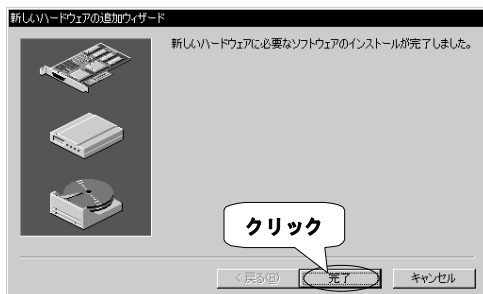 新しいハードウェアの追加ウィザード
新しいハードウェアに必要なソフトウェアのインストールが完了しました。
クリック
< 戻る(B)
完了
キャンセル